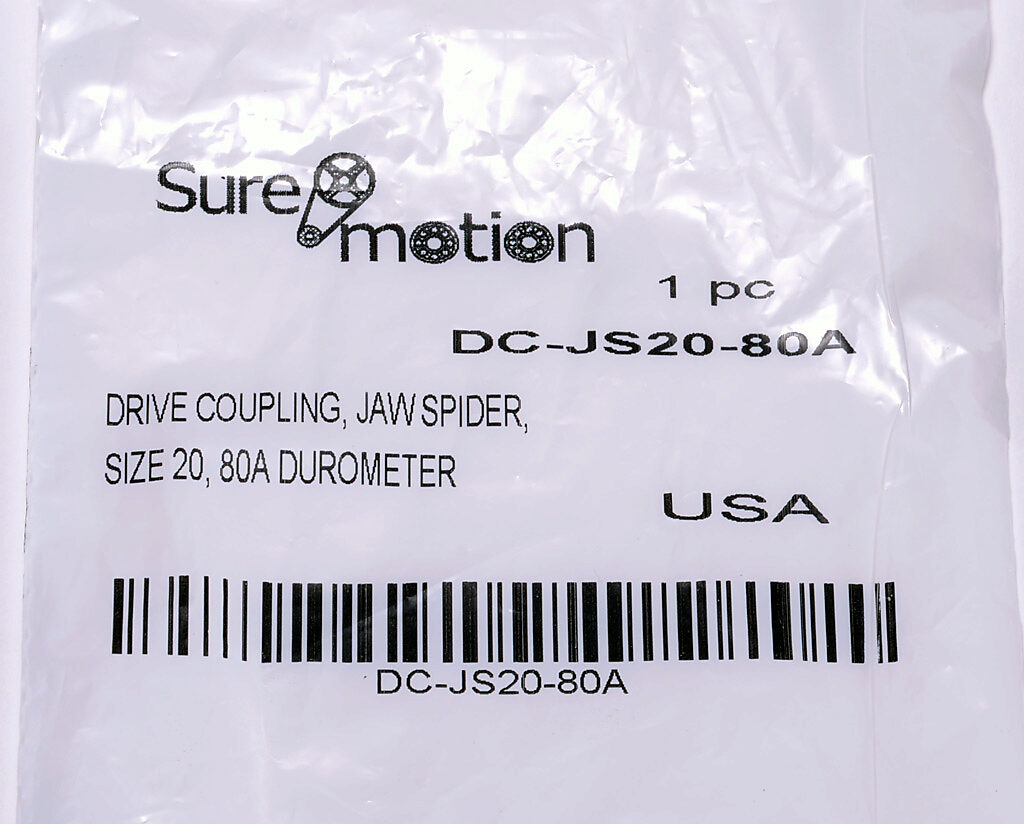 Sure motion
1 pc
DC-JS20-80A
DRIVE COUPLING, JAW SPIDER,
SIZE 20, 80A DUROMETER
USA
DC-JS20-80A